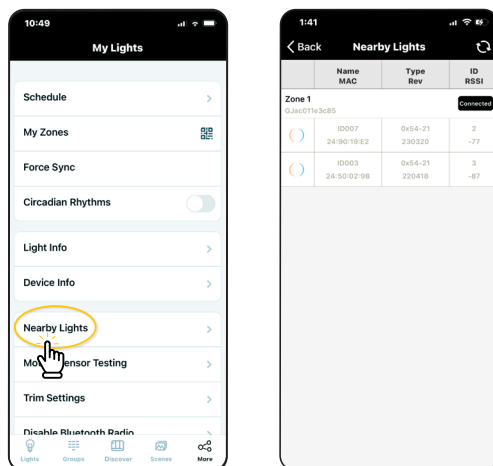 10:49
My Lights
Schedule
My Zones
Force Sync
Circadian Rhythms
Light Info
Device Info
Nearby Lights
Sensor Testing
Trim Settings
Disable Bluetooth Radio
Lights Groups Discover Scenes More
1:41
Back Nearby Lights
Name Type ID
MAC Rev RSSI
Zone 1
GJac011e3c85
Connected
ID007 0x54-21 2
24:90:19:E2 230320 -77
ID003 0x54-21 3
24:50:02:98 220418 -87